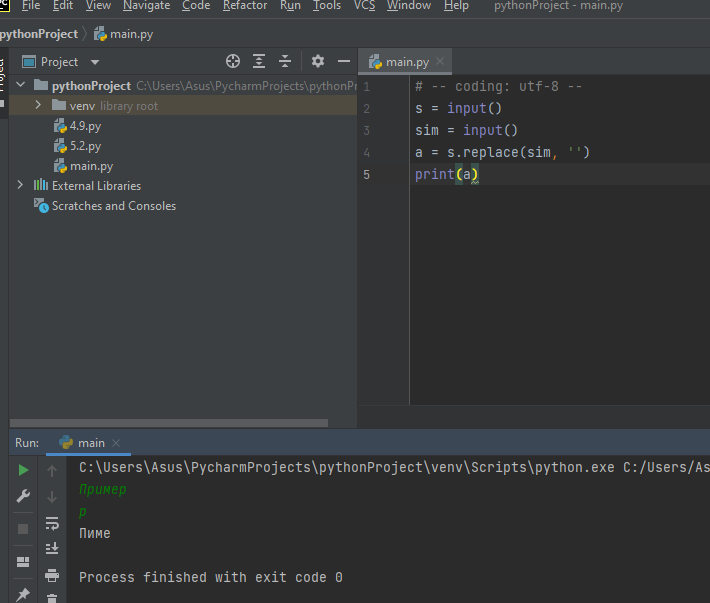 File Edit View Navigate Code Refactor Run Tools VCS Window Help pythonProject - main.py
pythonProject main.py
Project
main.py
pythonProject C:\Users\Asus\PycharmProjects\pythonPr
venv library root
4.9.py
5.2.py
main.py
External Libraries
Scratches and Consoles
1 # -- coding: utf-8 --
2 s = input()
3 sim = input()
4 a = s.replace(sim, '')
5 print(a)
Run: main
C:\Users\Asus\PycharmProjects\pythonProject\venv\Scripts\python.exe C:/Users/As
Пример
р
Пиме
Process finished with exit code 0